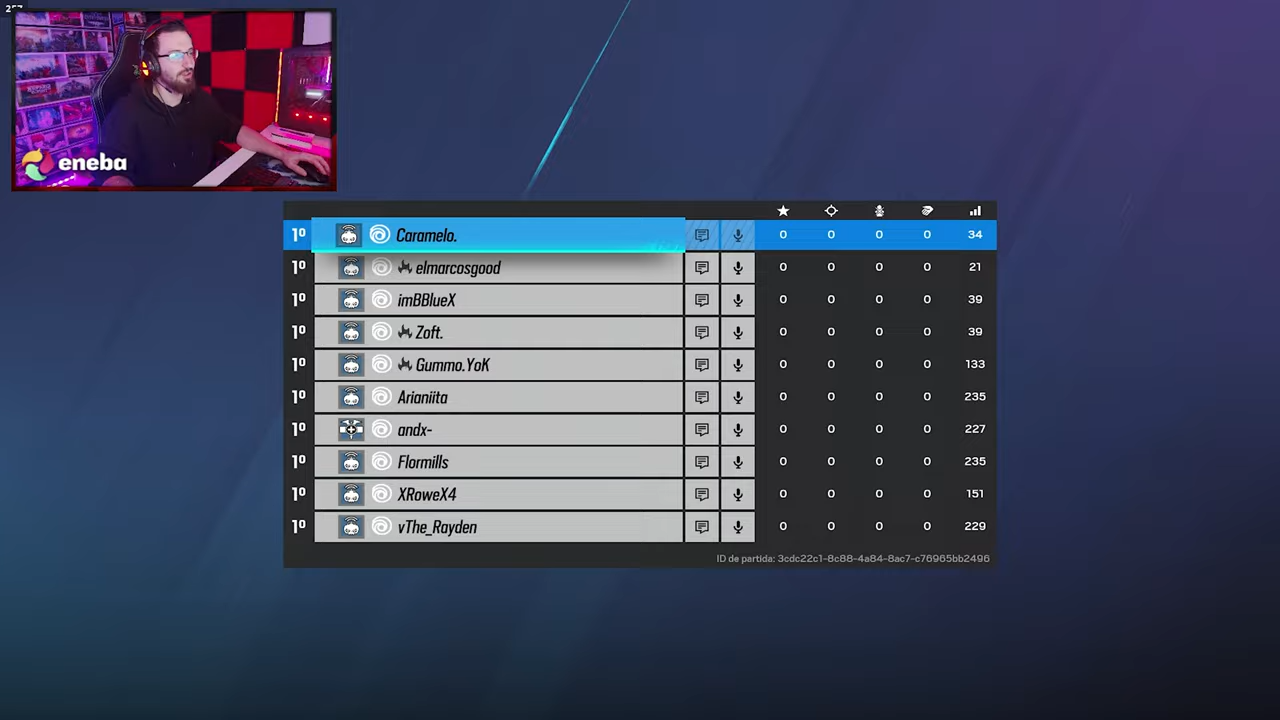 eneba
1º Caramelo. 0 0 0 0 34
1º elmarcosgood 0 0 0 0 21
1º imBBlueX 0 0 0 0 39
1º Zoft. 0 0 0 0 39
1º Gummo.YoK 0 0 0 0 133
1º Arianiita 0 0 0 0 235
1º andx- 0 0 0 0 227
1º Flormills 0 0 0 0 235
1º XRoweX4 0 0 0 0 151
1º vThe_Rayden 0 0 0 0 229
ID de partida: 3cdc22c1-8c88-4a84-8ac7-c76965bb2496